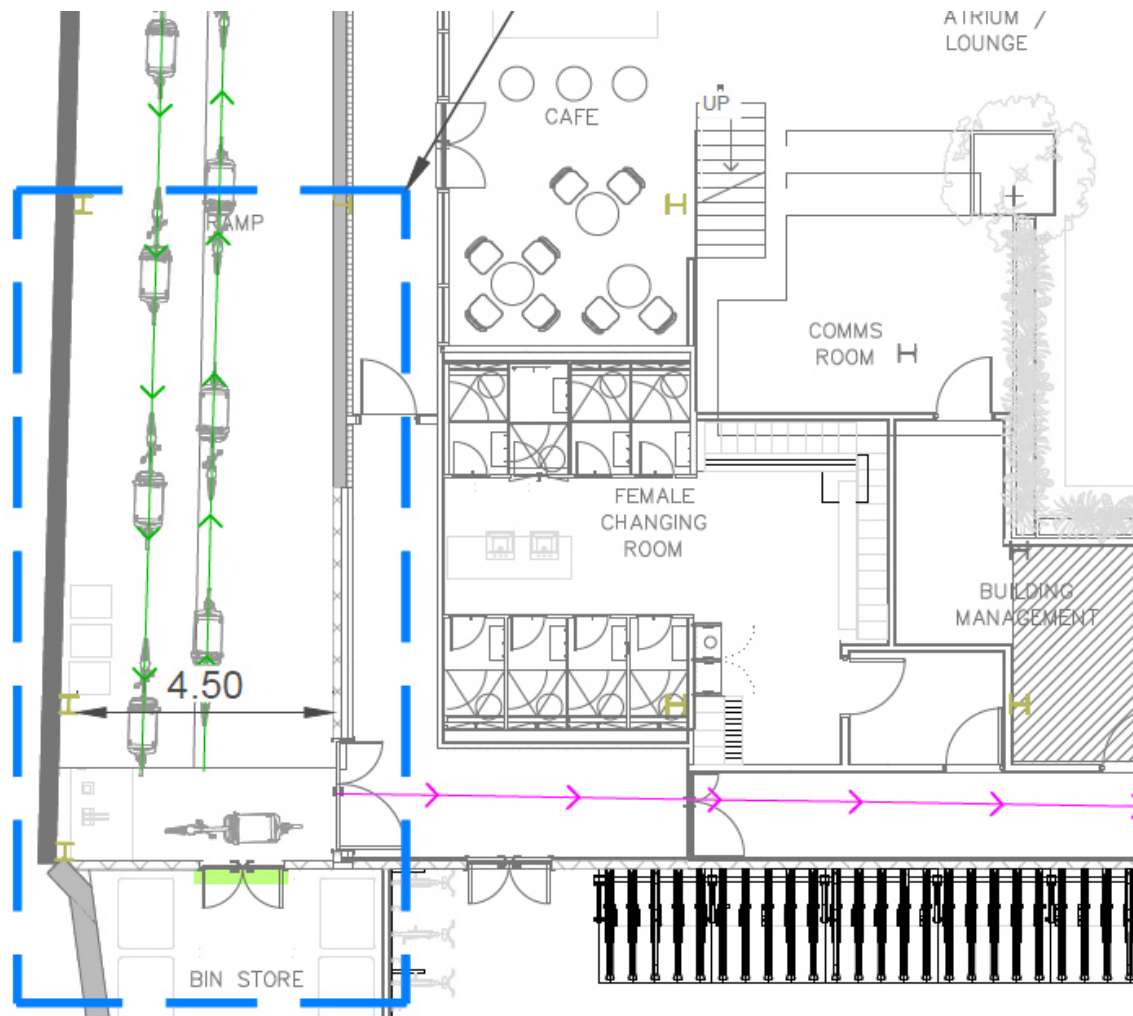 ATRIUM /
LOUNGE
UP
CAFE
RAMP
COMMS
ROOM
FEMALE
CHANGING
ROOM
BUILDING
MANAGEMENT
4.50
BIN STORE